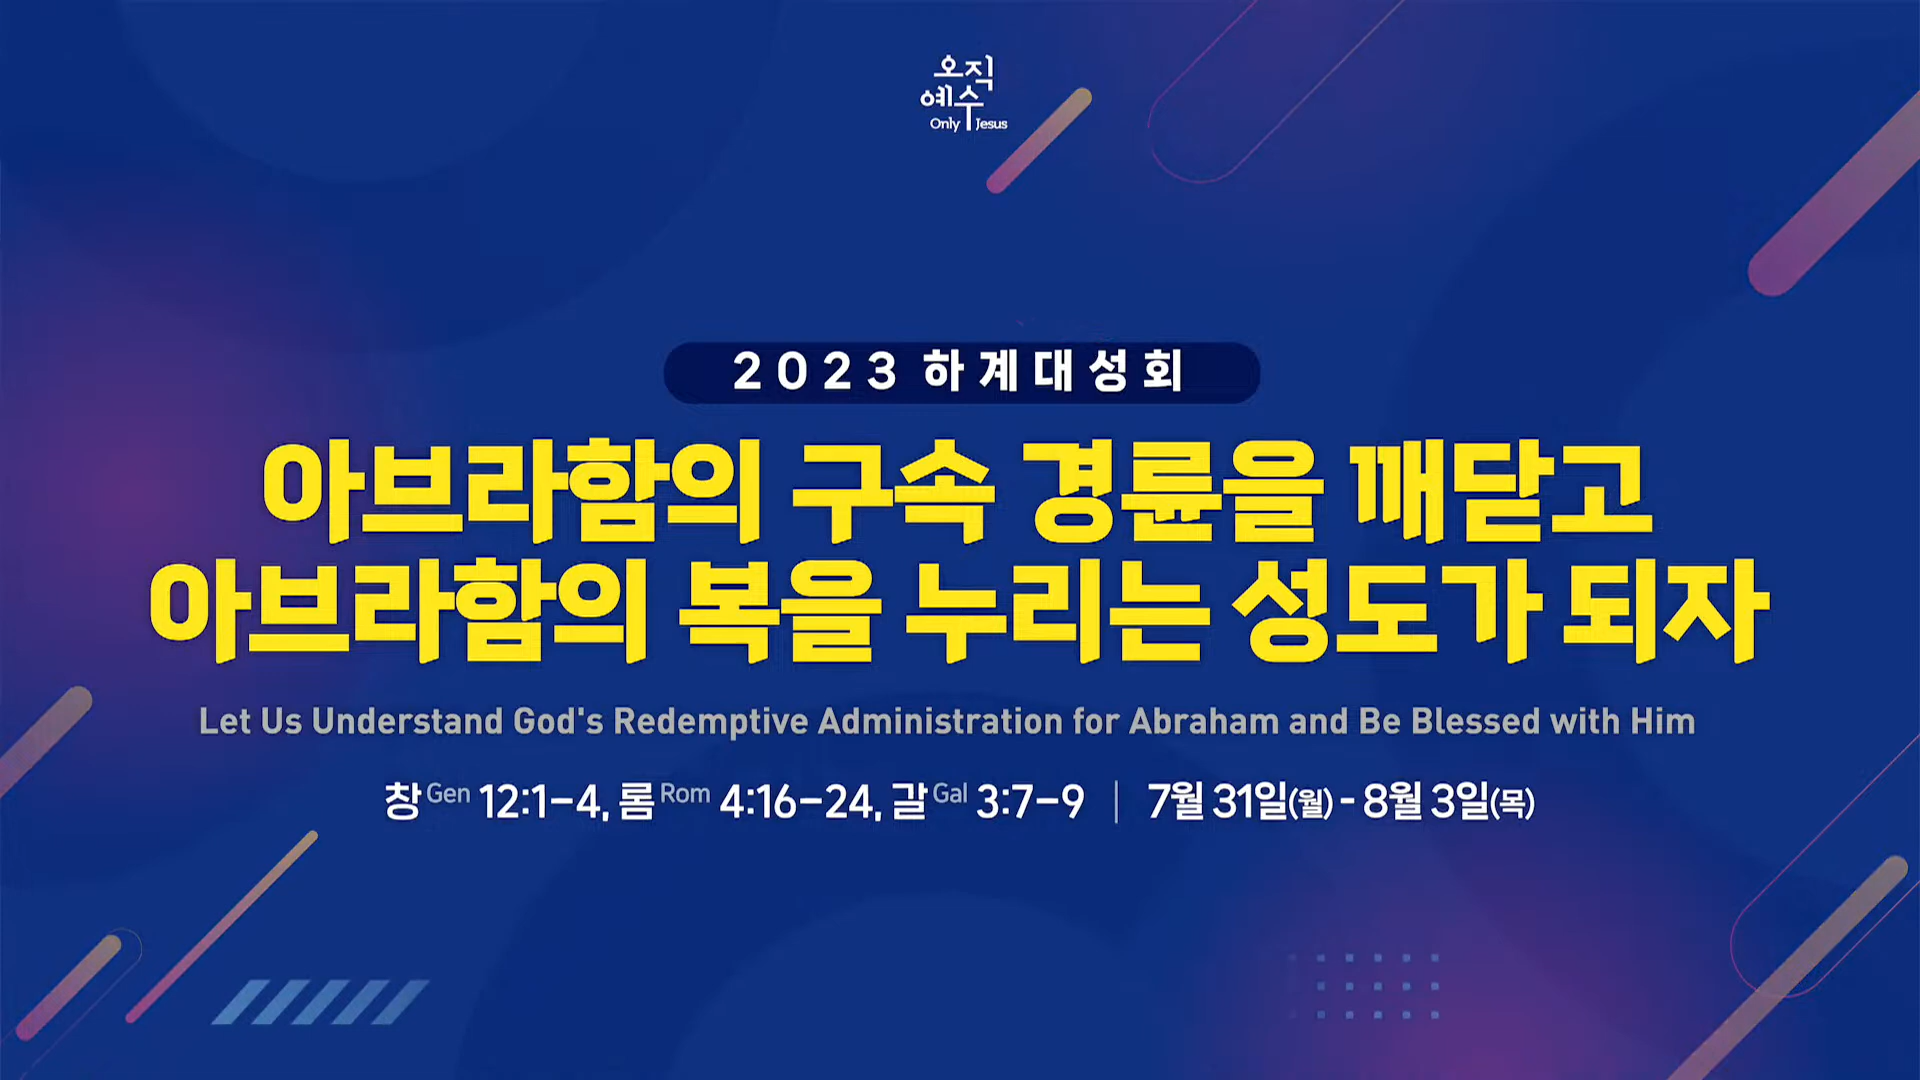 오직
예수
Only Jesus
2023 하계대성회
아브라함의 구속 경륜을 깨닫고
아브라함의 복을 누리는 성도가 되자
Let Us Understand God's Redemptive Administration for Abraham and Be Blessed with Him
창 Gen 12:1-4, 롬 Rom 4:16-24, 갈 Gal 3:7-9 | 7월 31일(월) - 8월 3일(목)